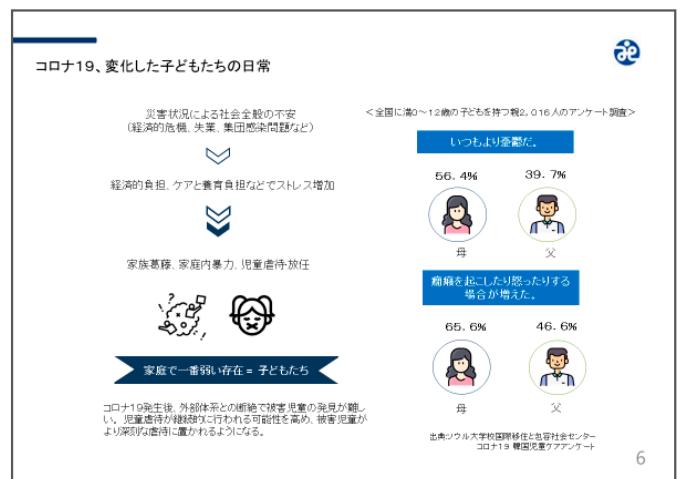 コロナ19、変化した子どもたちの日常
災害状況による社会全般の不安
(経済的危機、失業、集団感染問題など)
経済的負担、ケアと養育負担などでストレス増加
家族葛藤、家庭内暴力、児童虐待·放任
家庭で一番弱い存在 = 子どもたち
コロナ19発生後、外部体系との断絶で被害児童の発見が難し
い。児童虐待が継続的に行われる可能性を高め、被害児童が
より深刻な虐待に置かれるようになる。
<全国に満0～12歳の子どもを持つ親2,016人のアンケート調査>
いつもより憂鬱だ。
56.4%
39.7%
母
父
癇癪を起こしたり怒ったりする
場合が増えた。
65.6%
46.6%
母
父
出典:ソウル大学校国際移住と包容社会センター
コロナ19 韓国児童ケアアンケート
6